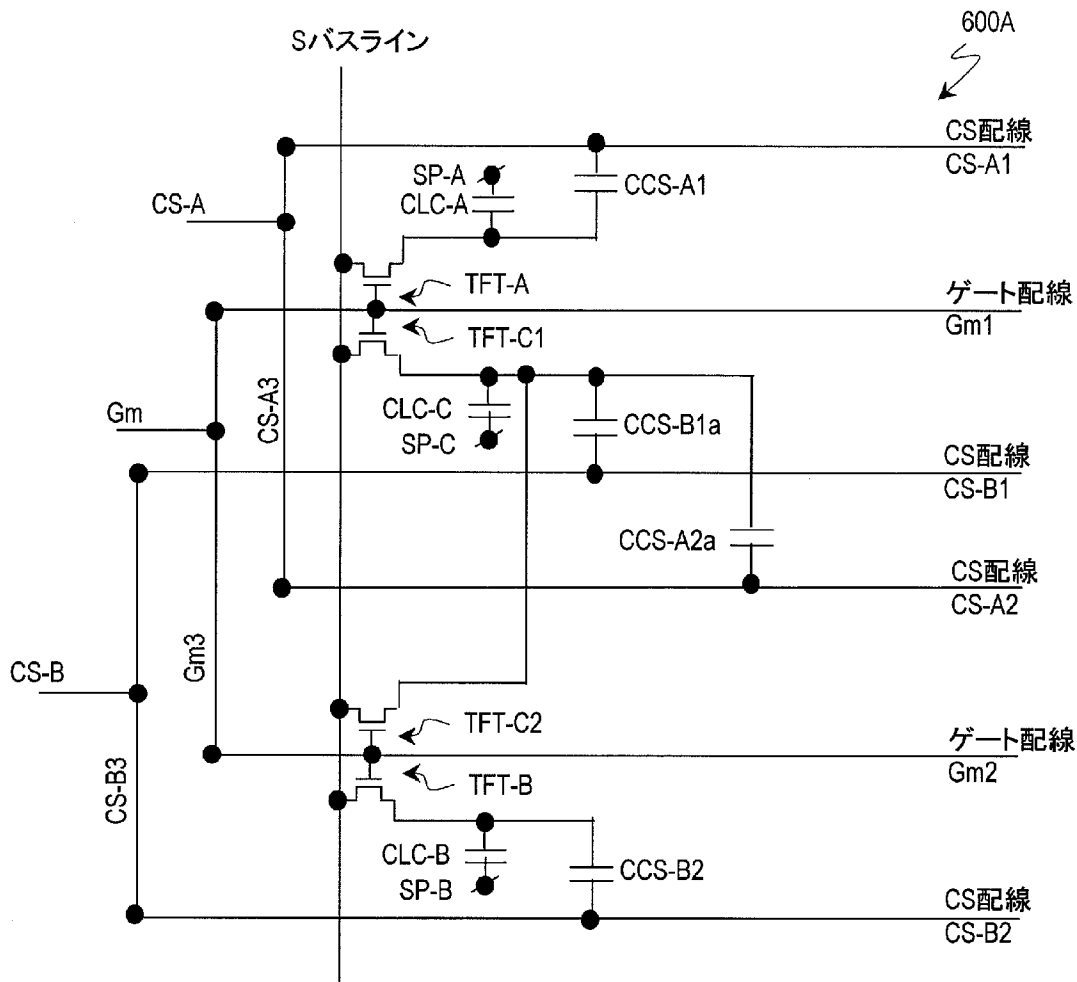 Sバスライン
600A
CS配線
CS-A1
SP-A
CLC-A
CCS-A1
CS-A
TFT-A
ゲート配線
Gm1
TFT-C1
CS-A3
Gm
CLC-C
SP-C
CCS-B1a
CS配線
CS-B1
CCS-A2a
CS配線
CS-A2
Gm3
CS-B
TFT-C2
ゲート配線
Gm2
TFT-B
CS-B3
CLC-B
SP-B
CCS-B2
CS配線
CS-B2